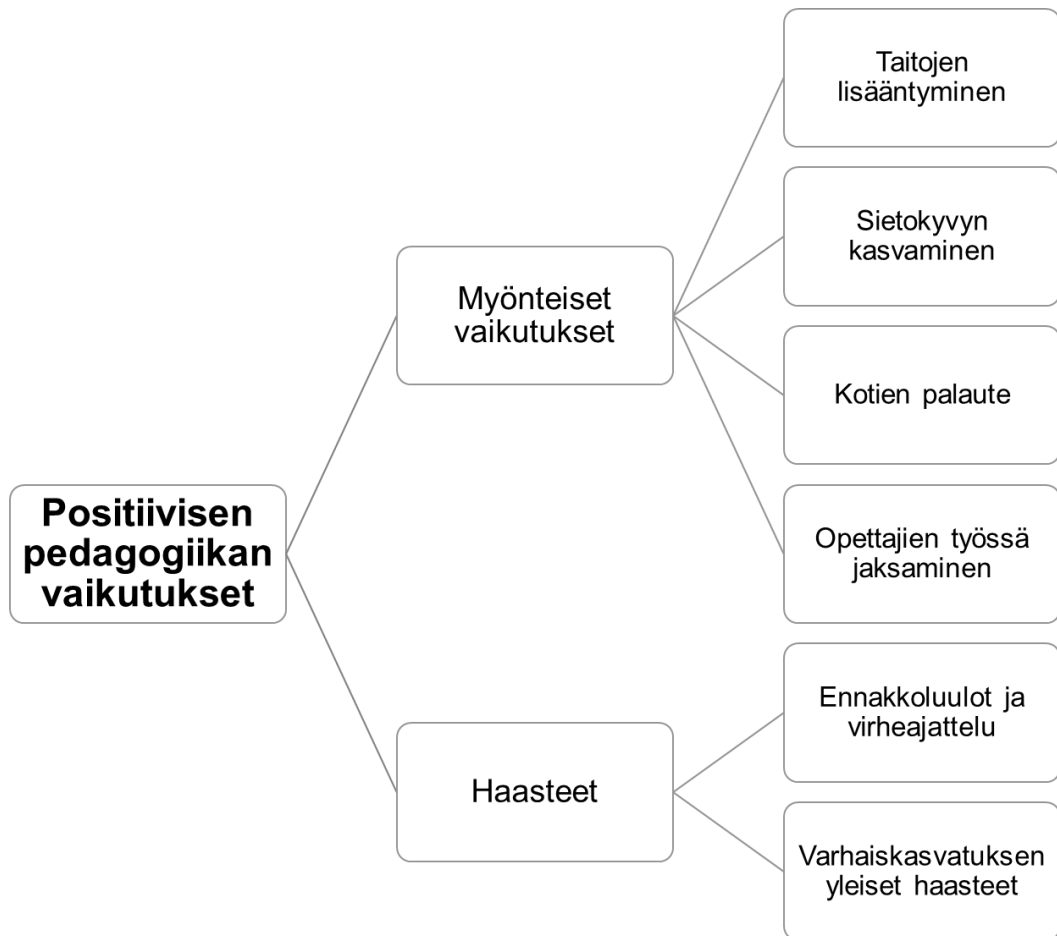 Positiivisen
pedagogiikan
vaikutukset
Myönteiset
vaikutukset
Taitojen
lisääntyminen
Sietokyvyn
kasvaminen
Kotien palaute
Opettajien työssä
jaksaminen
Haasteet
Ennakkoluulot ja
virheajattelu
Varhaiskasvatuksen
yleiset haasteet